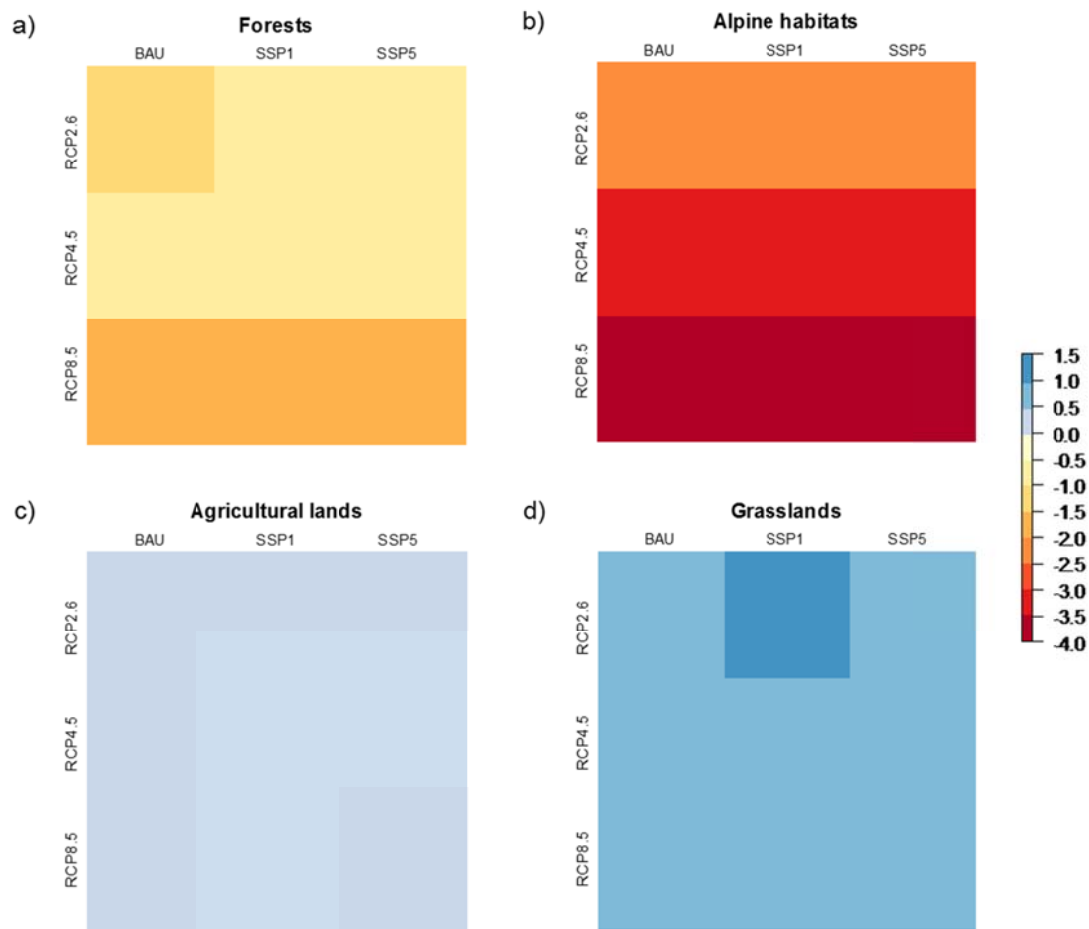 a)
Forests
BAU SSP1 SSP5
RCP2.6
RCP4.5
RCP8.5
b)
Alpine habitats
BAU SSP1 SSP5
RCP2.6
RCP4.5
RCP8.5
c)
Agricultural lands
BAU SSP1 SSP5
RCP2.6
RCP4.5
RCP8.5
d)
Grasslands
BAU SSP1 SSP5
RCP2.6
RCP4.5
RCP8.5
1.5
1.0
0.5
0.0
-0.5
-1.0
-1.5
-2.0
-2.5
-3.0
-3.5
-4.0